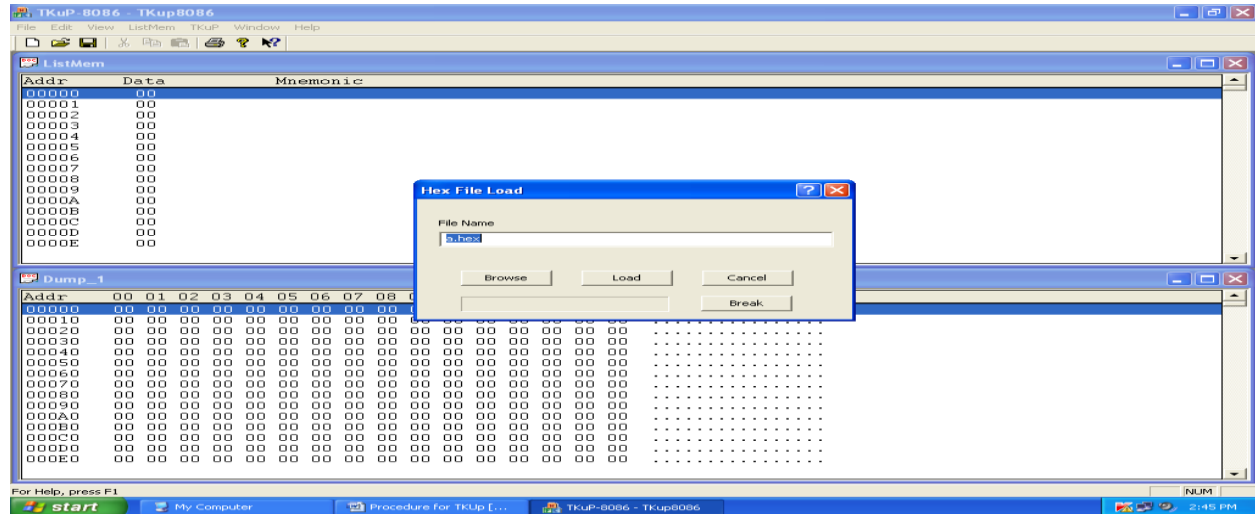 TKuP-8086 - TKup8086
File Edit View ListMem TKuP Window Help
ListMem
Addr Data Mnemonic
00000 00
00001 00
00002 00
00003 00
00004 00
00005 00
00006 00
00007 00
00008 00
00009 00
0000A 00
0000B 00
0000C 00
0000D 00
0000E 00
Hex File Load
File Name
a.hex
Browse Load Cancel
Break
Dump_1
Addr 00 01 02 03 04 05 06 07 08
00000 00 00 00 00 00 00 00 00 00
00010 00 00 00 00 00 00 00 00 00 00 00 00 00 00 00 00 ................
00020 00 00 00 00 00 00 00 00 00 00 00 00 00 00 00 00 ................
00030 00 00 00 00 00 00 00 00 00 00 00 00 00 00 00 00 ................
00040 00 00 00 00 00 00 00 00 00 00 00 00 00 00 00 00 ................
00050 00 00 00 00 00 00 00 00 00 00 00 00 00 00 00 00 ................
00060 00 00 00 00 00 00 00 00 00 00 00 00 00 00 00 00 ................
00070 00 00 00 00 00 00 00 00 00 00 00 00 00 00 00 00 ................
00080 00 00 00 00 00 00 00 00 00 00 00 00 00 00 00 00 ................
00090 00 00 00 00 00 00 00 00 00 00 00 00 00 00 00 00 ................
000A0 00 00 00 00 00 00 00 00 00 00 00 00 00 00 00 00 ................
000B0 00 00 00 00 00 00 00 00 00 00 00 00 00 00 00 00 ................
000C0 00 00 00 00 00 00 00 00 00 00 00 00 00 00 00 00 ................
000D0 00 00 00 00 00 00 00 00 00 00 00 00 00 00 00 00 ................
000E0 00 00 00 00 00 00 00 00 00 00 00 00 00 00 00 00 ................
For Help, press F1 NUM
start My Computer Procedure for TKUp [... TKuP-8086 - TKup8086 2:45 PM